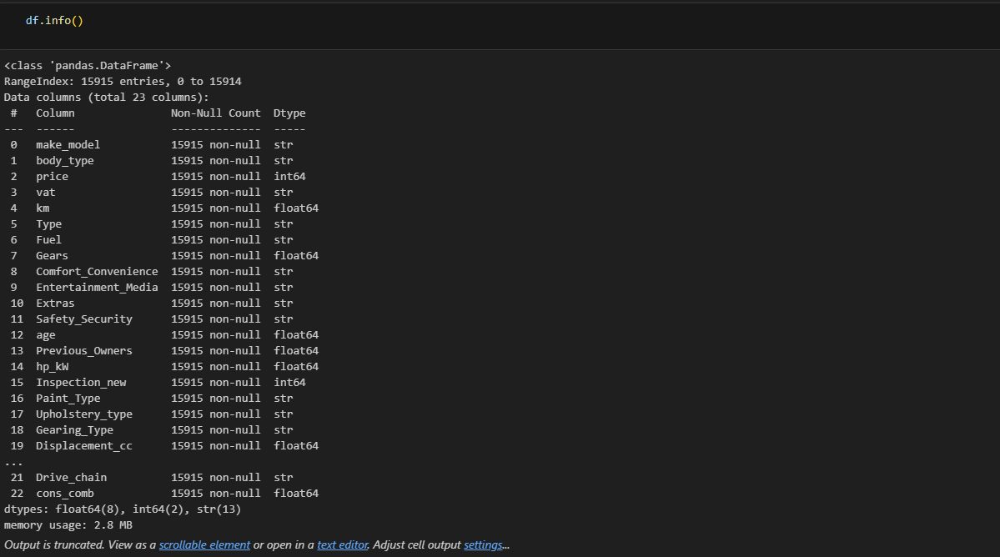 df.info()
<class 'pandas.DataFrame'>
RangeIndex: 15915 entries, 0 to 15914
Data columns (total 23 columns):
 #   Column               Non-Null Count  Dtype
---  ------               --------------  -----
 0   make_model           15915 non-null  str
 1   body_type            15915 non-null  str
 2   price                15915 non-null  int64
 3   vat                  15915 non-null  str
 4   km                   15915 non-null  float64
 5   Type                 15915 non-null  str
 6   Fuel                 15915 non-null  str
 7   Gears                15915 non-null  float64
 8   Comfort_Convenience  15915 non-null  str
 9   Entertainment_Media  15915 non-null  str
 10  Extras               15915 non-null  str
 11  Safety_Security      15915 non-null  str
 12  age                  15915 non-null  float64
 13  Previous_Owners      15915 non-null  float64
 14  hp_kW                15915 non-null  float64
 15  Inspection_new       15915 non-null  int64
 16  Paint_Type           15915 non-null  str
 17  Upholstery_type      15915 non-null  str
 18  Gearing_Type         15915 non-null  str
 19  Displacement_cc      15915 non-null  float64
...
 21  Drive_chain          15915 non-null  str
 22  cons_comb            15915 non-null  float64
dtypes: float64(8), int64(2), str(13)
memory usage: 2.8 MB
Output is truncated. View as a scrollable element or open in a text editor. Adjust cell output settings...